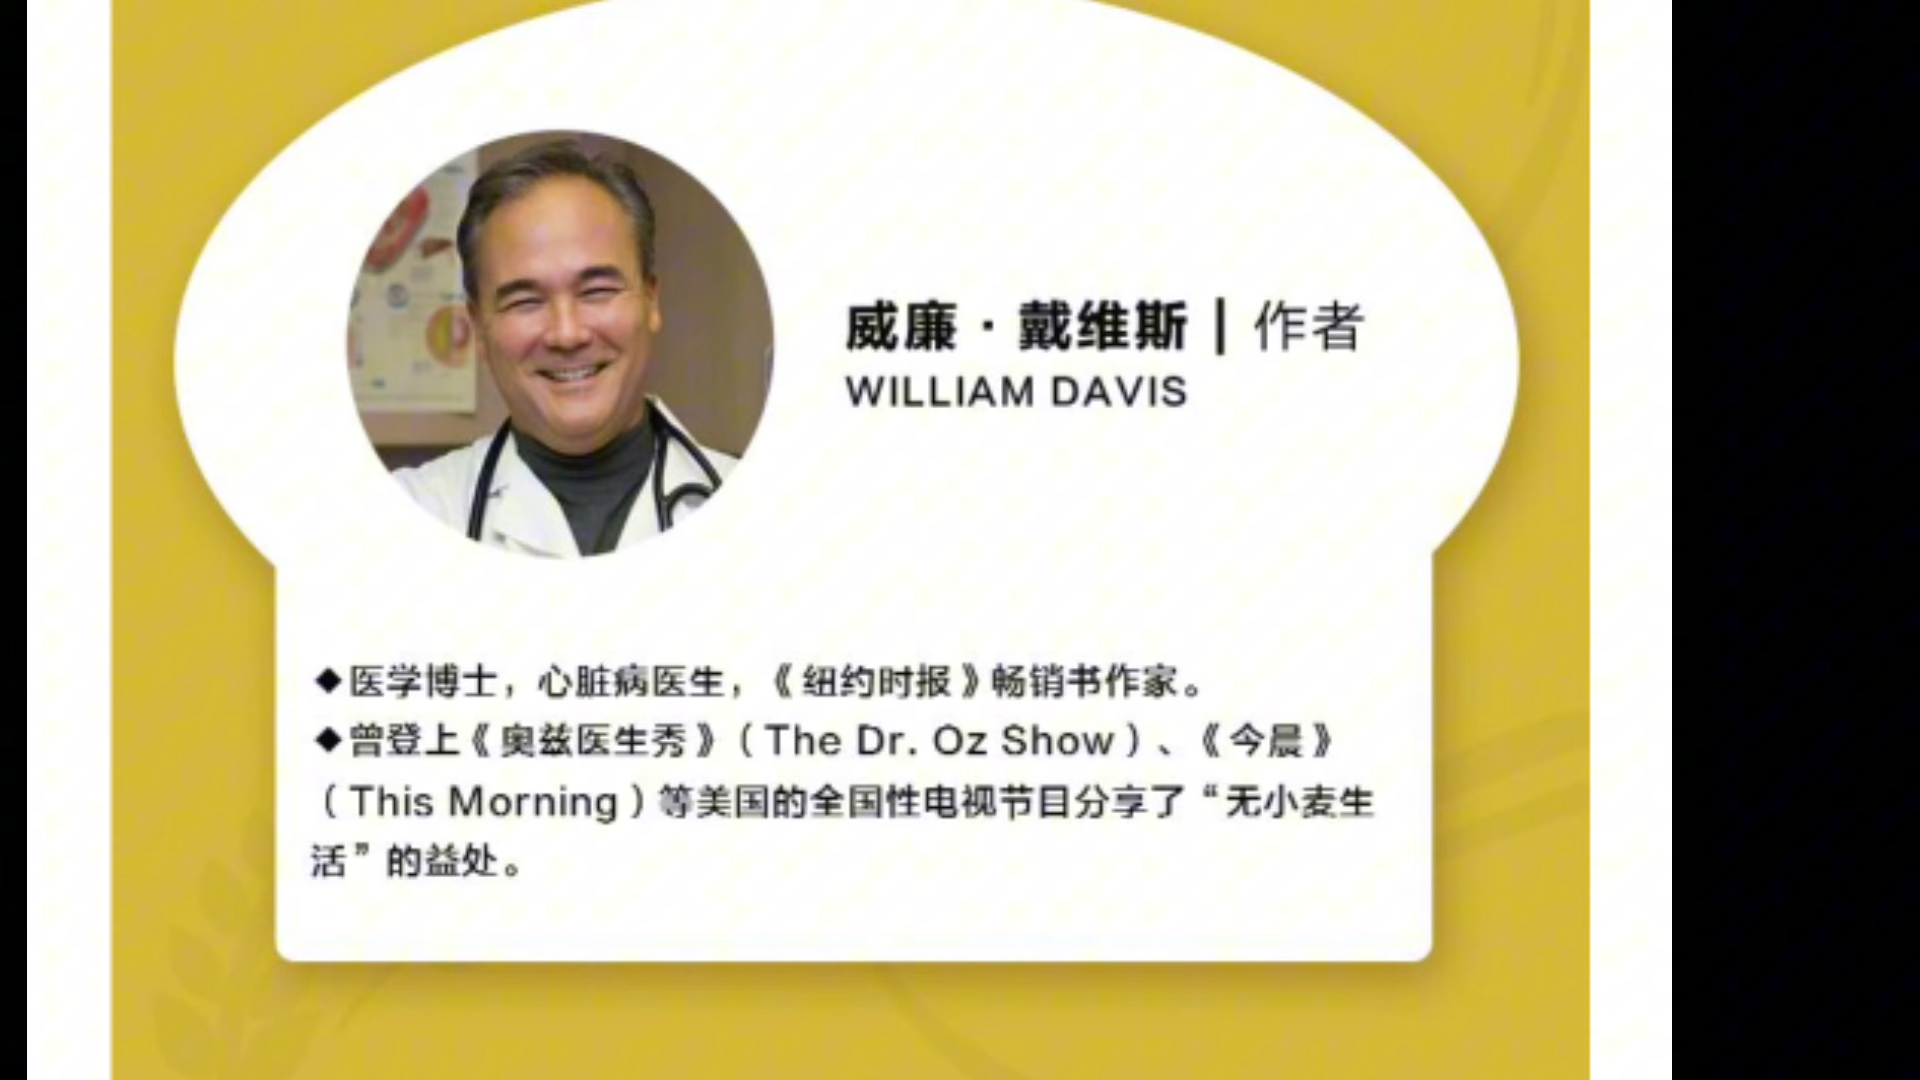 威廉·戴维斯 | 作者
WILLIAM DAVIS
◆医学博士，心脏病医生，《纽约时报》畅销书作家。
◆曾登上《奥兹医生秀》（The Dr. Oz Show）、《今晨》
（This Morning）等美国的全国性电视节目分享了“无小麦生
活”的益处。